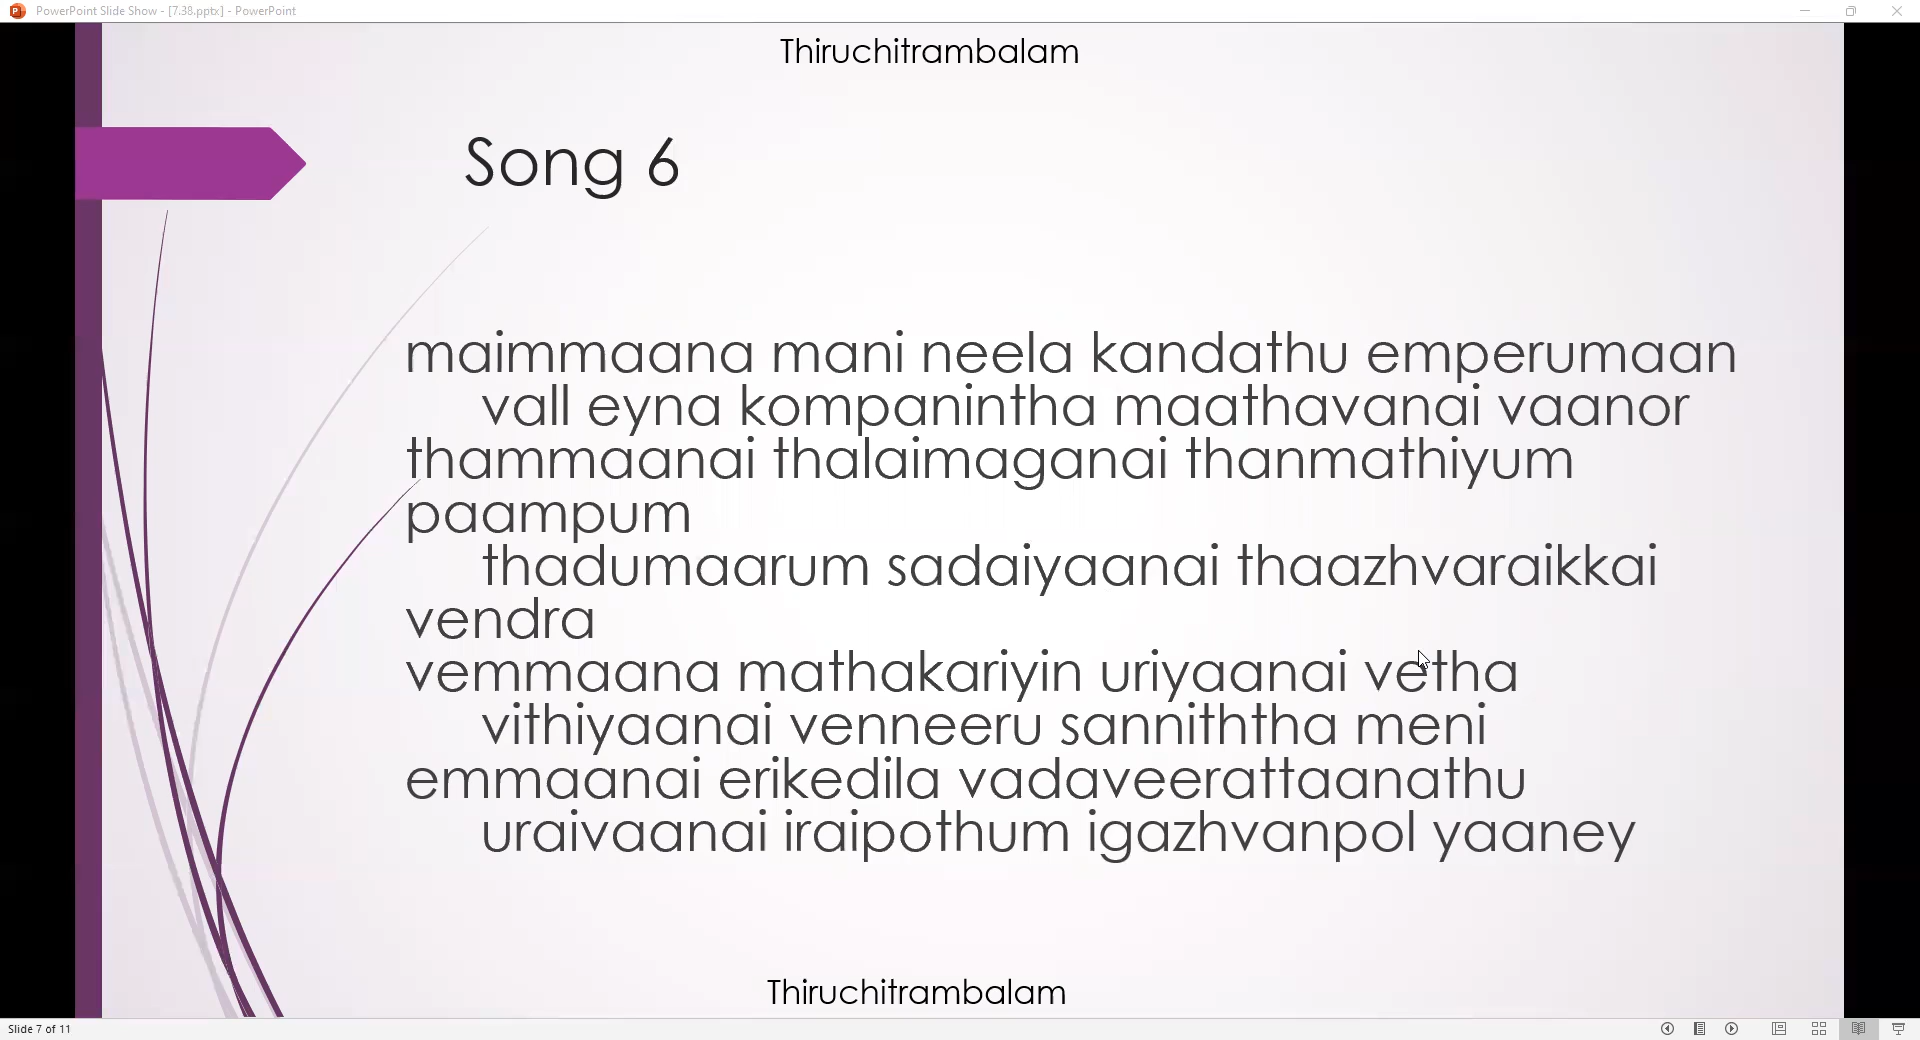 PowerPoint Slide Show - [7.38.pptx] - PowerPoint
Thiruchitrambalam
Song 6
maimmaana mani neela kandathu emperumaan
vall eyna kompanintha maathavanai vaanor
thammaanai thalaimaganai thanmathiyum
paampum
thadumaarum sadaiyaanai thaazhvaraikkai
vendra
vemmaana mathakariyin uriyaanai vetha
vithiyaanai venneeru sanniththa meni
emmaanai erikedila vadaveerattaanathu
uraivaanai iraipothum igazhvanpol yaaney
Thiruchitrambalam
Slide 7 of 11